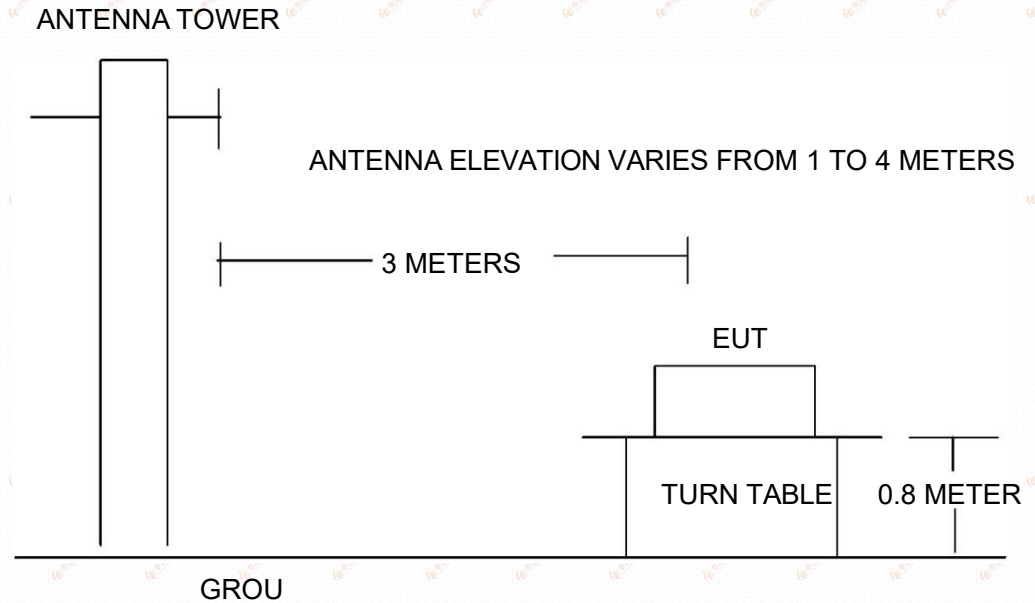 ANTENNA TOWER
ANTENNA ELEVATION VARIES FROM 1 TO 4 METERS
3 METERS
EUT
TURN TABLE
0.8 METER
GROU